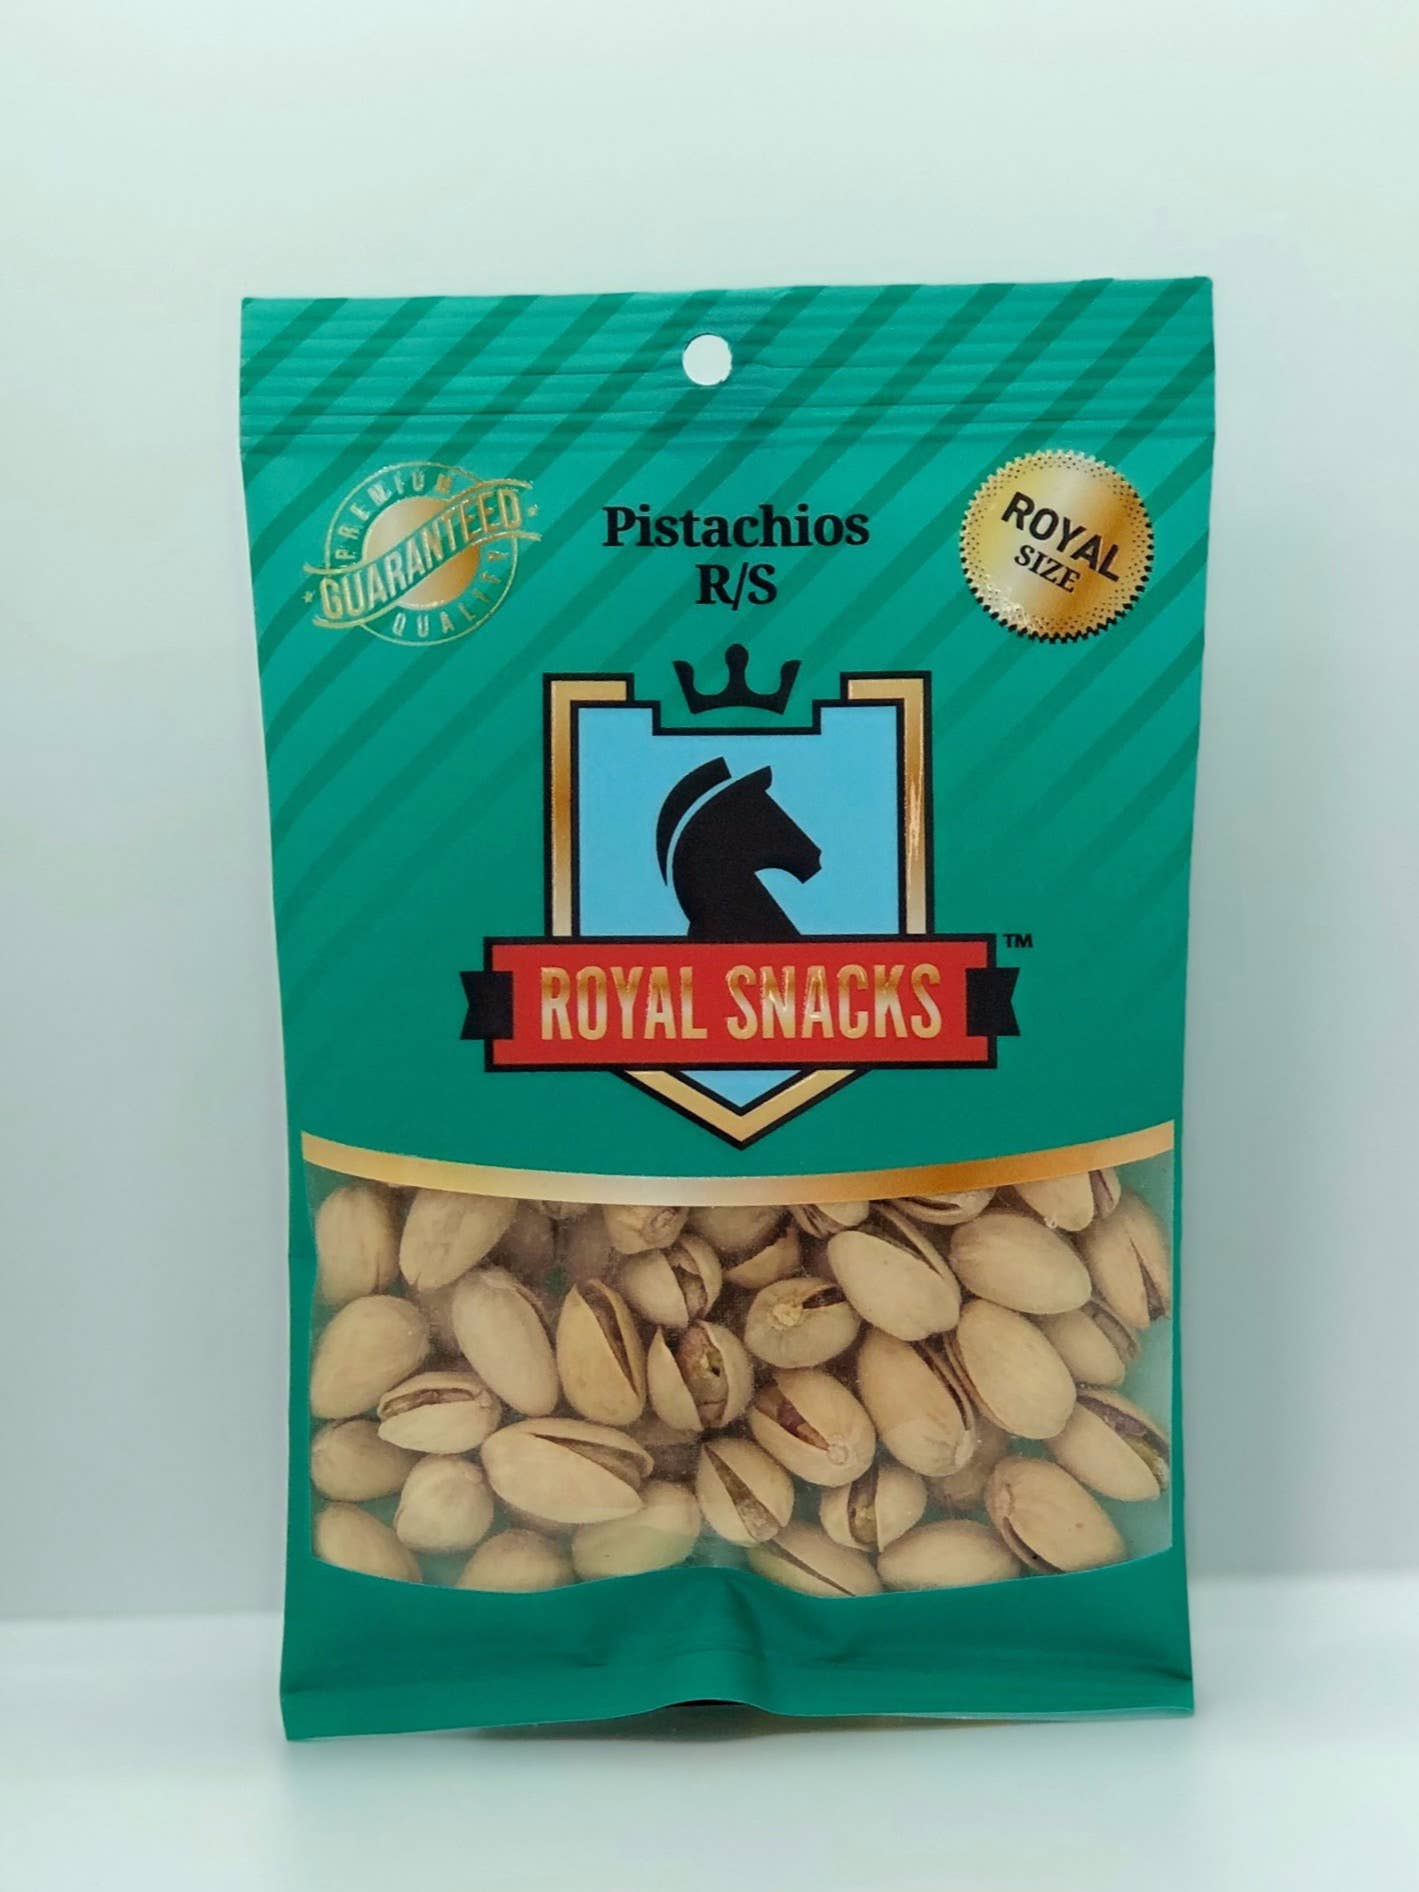 PREMIUM
GUARANTEED
QUALITY
Pistachios
R/S
ROYAL
SIZE
ROYAL SNACKS
TM